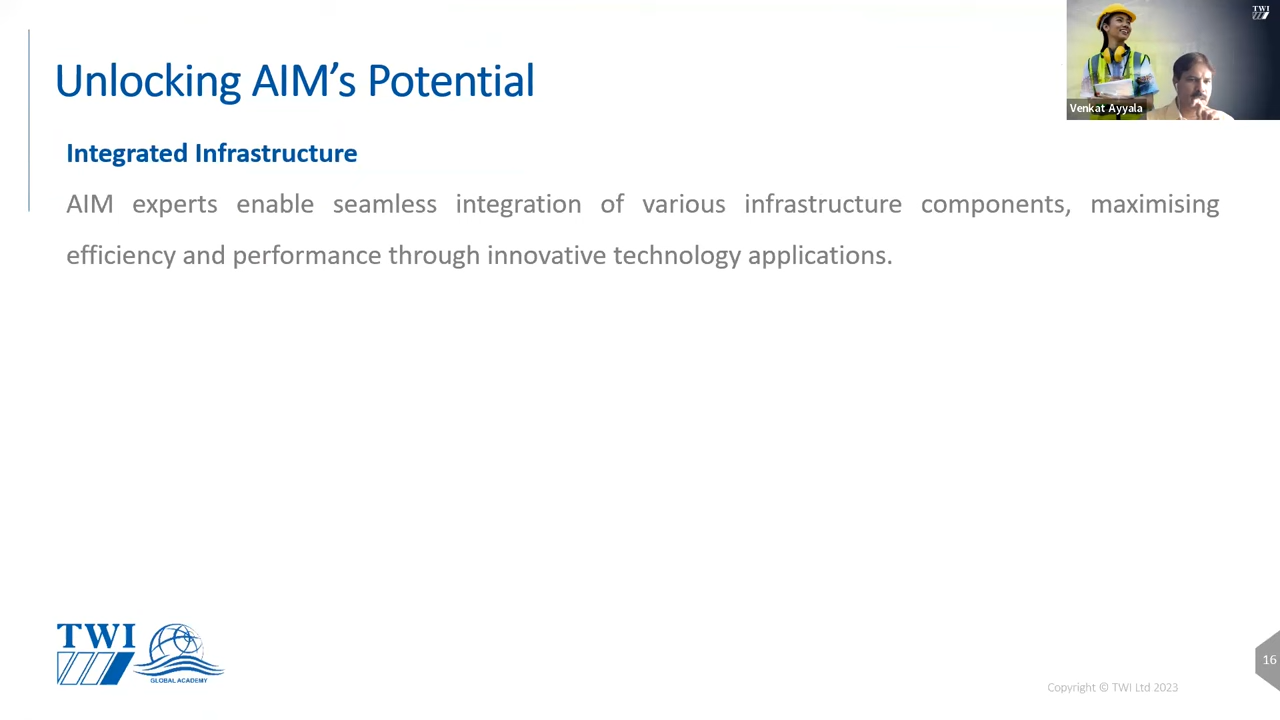 TWI
Unlocking AIM's Potential
Venkat Ayyala
Integrated Infrastructure
AIM experts enable seamless integration of various infrastructure components, maximising
efficiency and performance through innovative technology applications.
TWI
GLOBAL ACADEMY
16
Copyright © TWI Ltd 2023